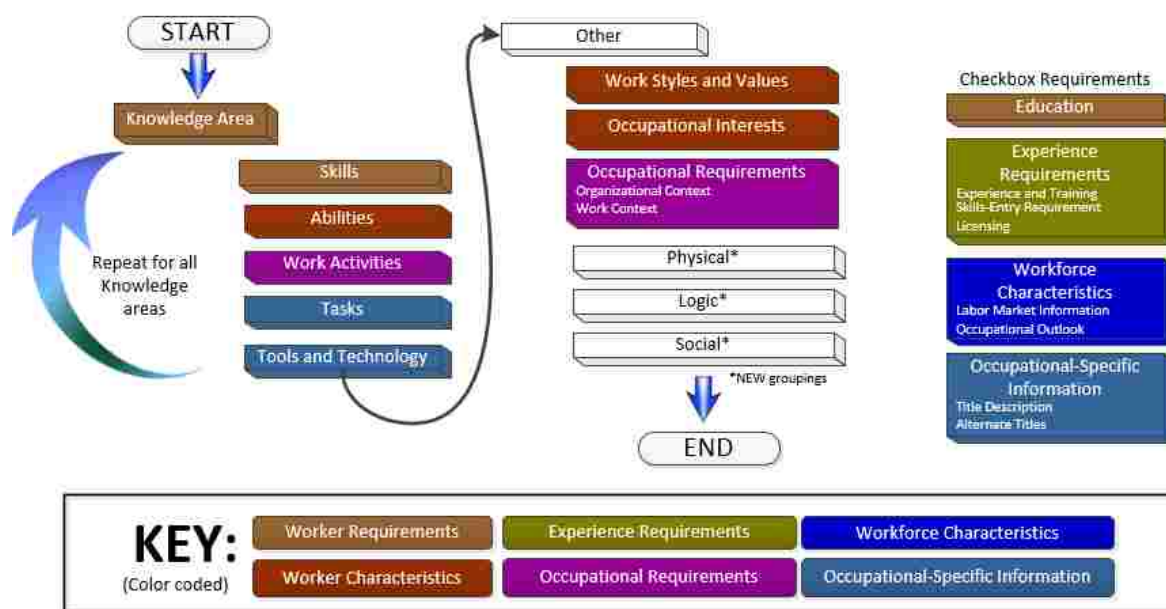 START
Knowledge Area
Skills
Abilities
Work Activities
Tasks
Tools and Technology
Repeat for all
Knowledge
areas
Other
Work Styles and Values
Occupational Interests
Occupational Requirements
Organizational Context
Work Context
Physical*
Logic*
Social*
*NEW groupings
END
Checkbox Requirements
Education
Experience
Requirements
Experience and Training
Skills-Entry Requirement
Licensing
Workforce
Characteristics
Labor Market Information
Occupational Outlook
Occupational-Specific
Information
Title Description
Alternate Titles
KEY:
(Color coded)
Worker Requirements
Experience Requirements
Workforce Characteristics
Worker Characteristics
Occupational Requirements
Occupational-Specific Information